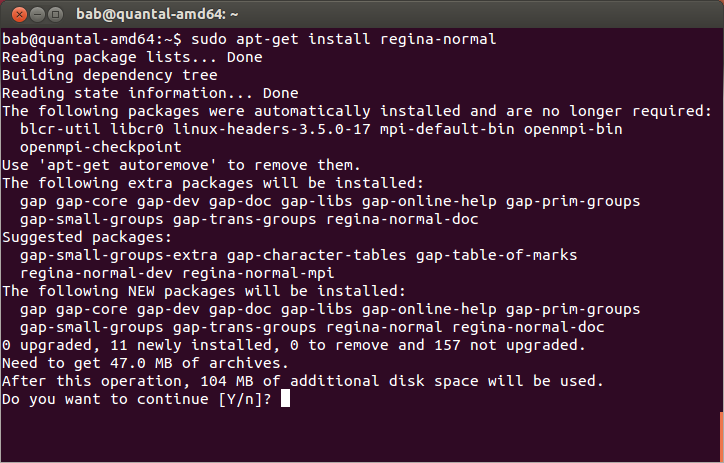 bab@quantal-amd64: ~
bab@quantal-amd64:~$ sudo apt-get install regina-normal
Reading package lists... Done
Building dependency tree
Reading state information... Done
The following packages were automatically installed and are no longer required:
  blcr-util libcr0 linux-headers-3.5.0-17 mpi-default-bin openmpi-bin
  openmpi-checkpoint
Use 'apt-get autoremove' to remove them.
The following extra packages will be installed:
  gap gap-core gap-dev gap-doc gap-libs gap-online-help gap-prim-groups
  gap-small-groups gap-trans-groups regina-normal-doc
Suggested packages:
  gap-small-groups-extra gap-character-tables gap-table-of-marks
  regina-normal-dev regina-normal-mpi
The following NEW packages will be installed:
  gap gap-core gap-dev gap-doc gap-libs gap-online-help gap-prim-groups
  gap-small-groups gap-trans-groups regina-normal regina-normal-doc
0 upgraded, 11 newly installed, 0 to remove and 157 not upgraded.
Need to get 47.0 MB of archives.
After this operation, 104 MB of additional disk space will be used.
Do you want to continue [Y/n]?